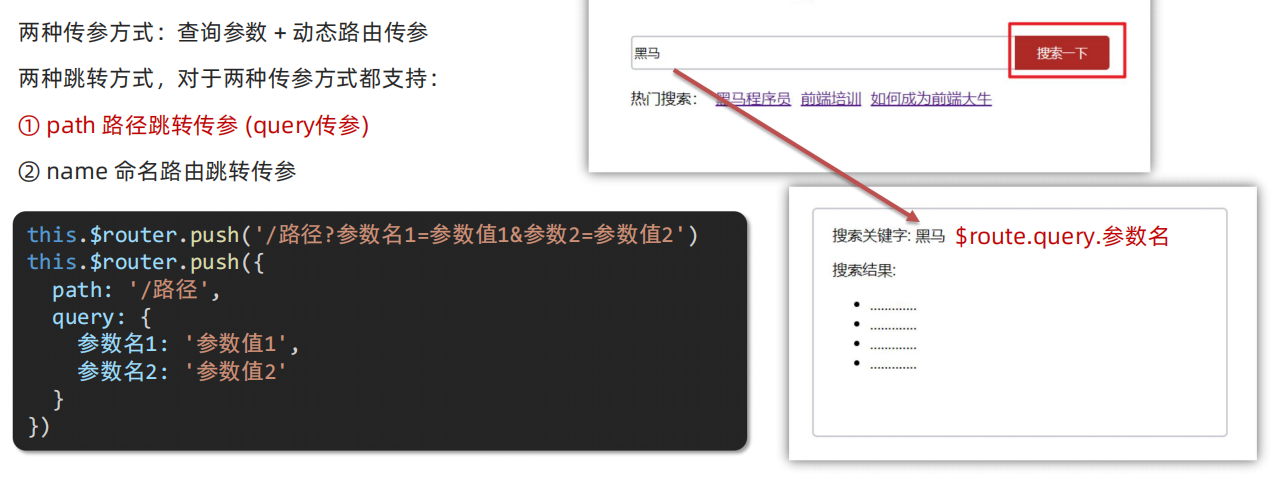 两种传参方式：查询参数 + 动态路由传参
两种跳转方式，对于两种传参方式都支持：
① path 路径跳转传参 (query传参)
② name 命名路由跳转传参
this.$router.push('/路径?参数名1=参数值1&参数2=参数值2')
this.$router.push({
  path: '/路径',
  query: {
    参数名1: '参数值1',
    参数名2: '参数值2'
  }
})
黑马 搜索一下
热门搜索： 黑马程序员 前端培训 如何成为前端大牛
搜索关键字: 黑马 $route.query.参数名
搜索结果:
• .............
• .............
• .............
• .............